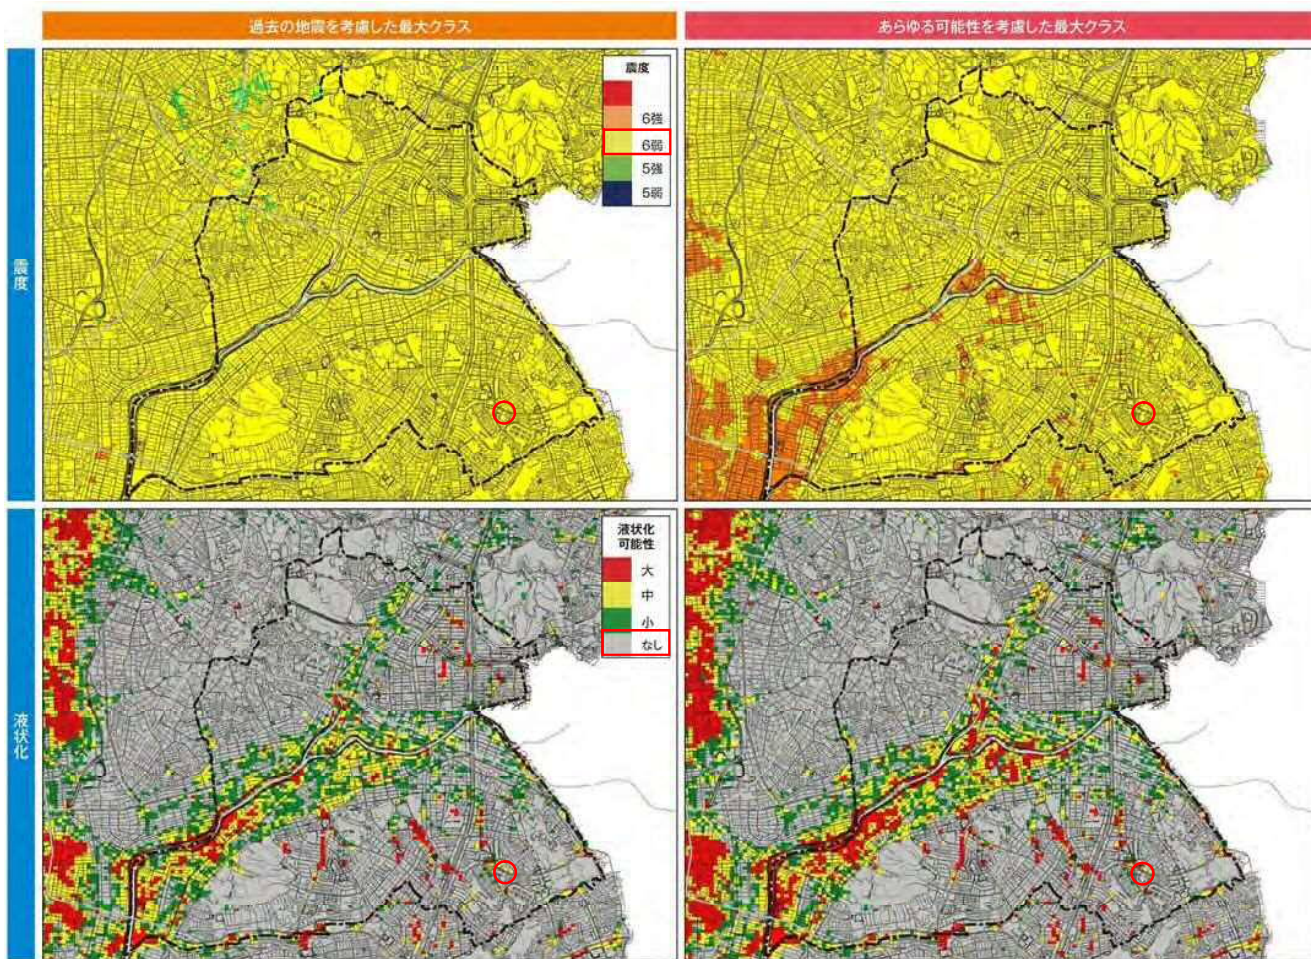 過去の地震を考慮した最大クラス
あらゆる可能性を考慮した最大クラス
震度
震度
6強
6弱
5強
5弱
液状化
液状化
可能性
大
中
小
なし